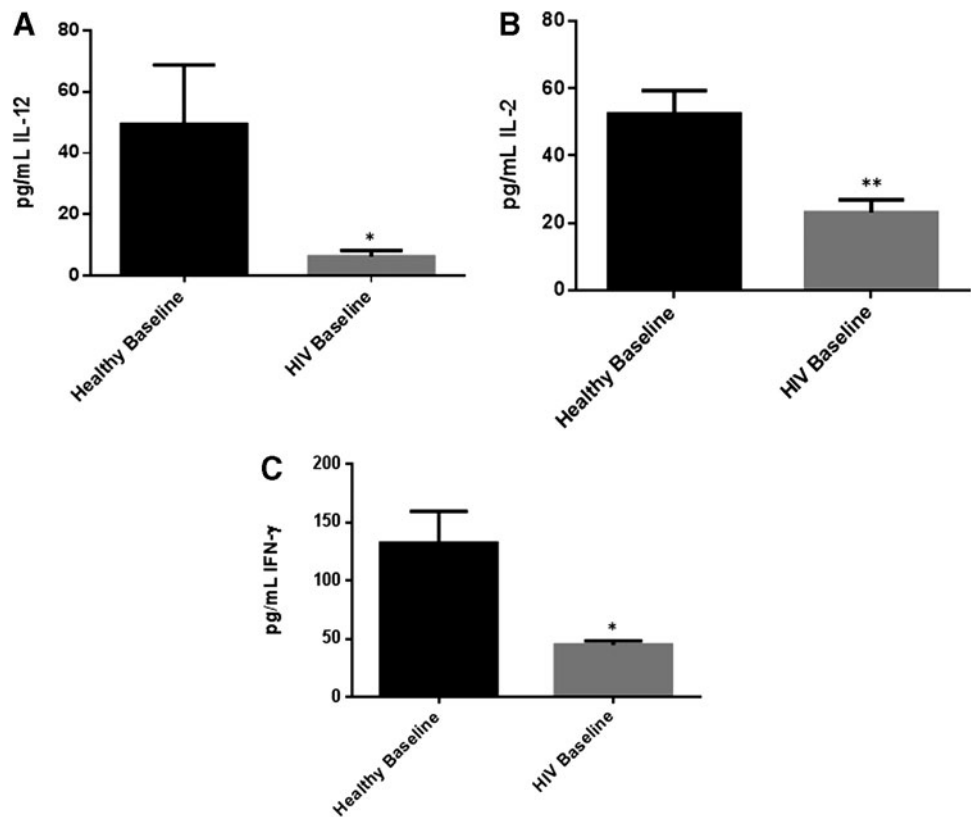 A
pg/mL IL-12
80
60
40
20
0
*
Healthy Baseline
HIV Baseline
B
pg/mL IL-2
80
60
40
20
0
**
Healthy Baseline
HIV Baseline
C
pg/mL IFN-γ
200
150
100
50
0
*
Healthy Baseline
HIV Baseline